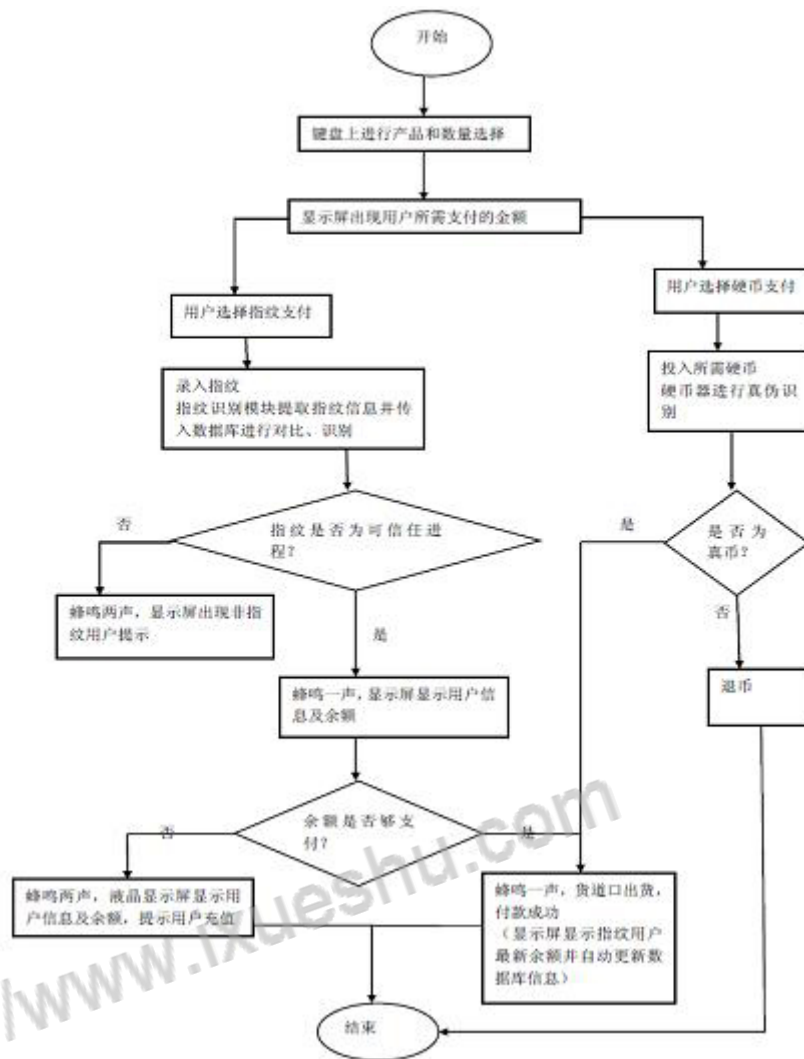 开始
键盘上进行产品和数量选择
显示屏出现用户所需支付的金额
用户选择指纹支付
用户选择硬币支付
录入指纹
指纹识别模块提取指纹信息并传
入数据库进行对比、识别
投入所需硬币
硬币器进行真伪识
别
否
指纹是否为可信任进
程？
是
是否为
真币？
蜂鸣两声，显示屏出现非指
纹用户提示
是
否
蜂鸣一声，显示屏显示用户信
息及余额
退币
否
余额是否够支
付？
是
蜂鸣两声，液晶显示屏显示用
户信息及余额，提示用户充值
蜂鸣一声，货道口出货，
付款成功
（显示屏显示指纹用户
最新余额并自动更新数
据库信息）
结束
/www.ixueshu.com